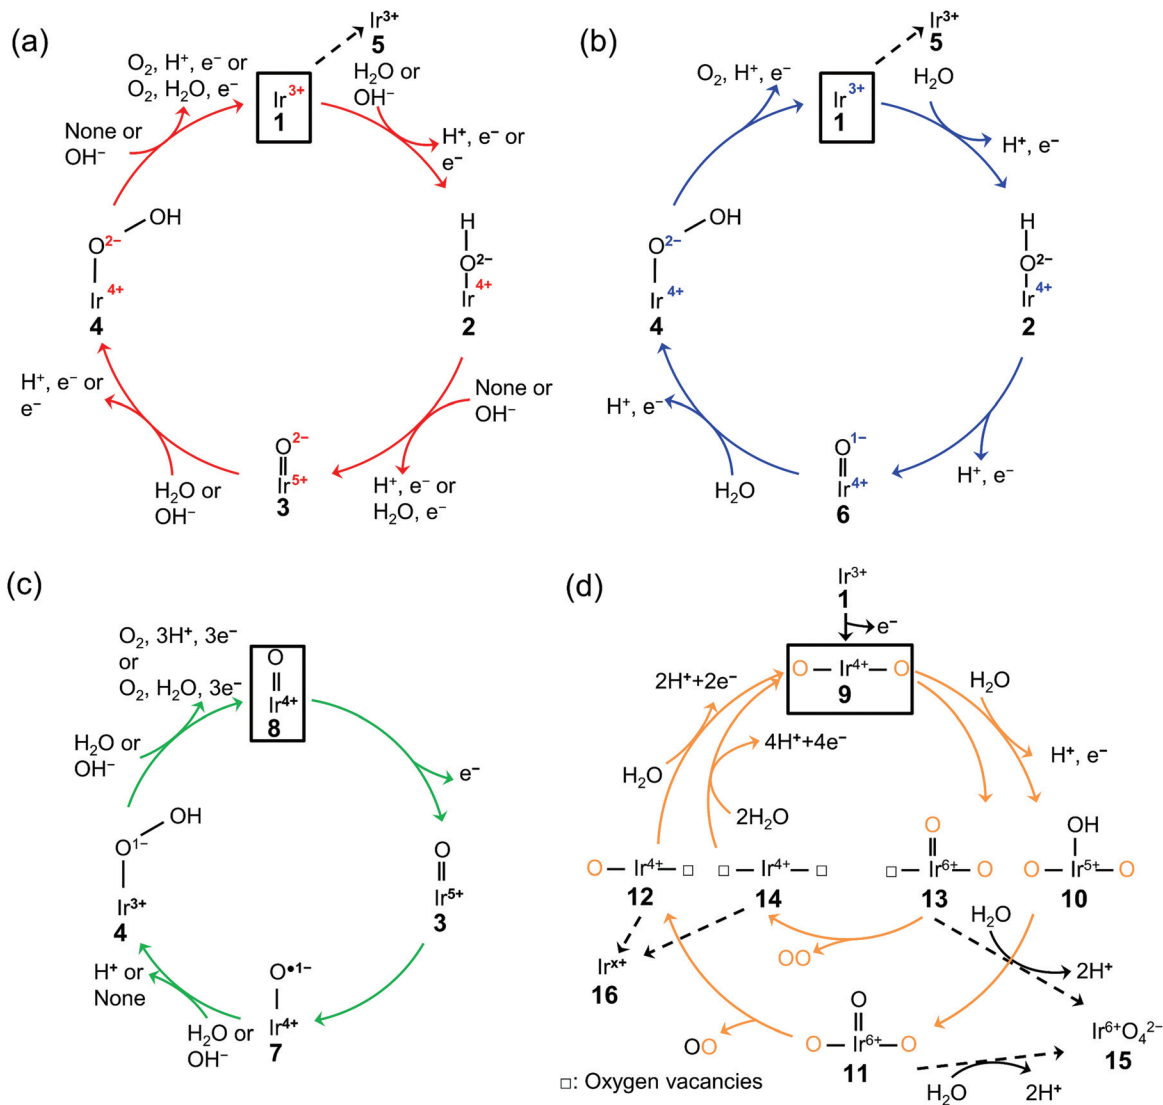 (a)
Ir³⁺
5
O₂, H⁺, e⁻ or
O₂, H₂O, e⁻
Ir³⁺
1
H₂O or
OH⁻
None or
OH⁻
H⁺, e⁻ or
e⁻
OH
O²⁻
Ir⁴⁺
4
H
O²⁻
Ir⁴⁺
2
H⁺, e⁻ or
e⁻
None or
OH⁻
O²⁻
Ir⁵⁺
3
H₂O or
OH⁻
H⁺, e⁻ or
H₂O, e⁻
(b)
Ir³⁺
5
O₂, H⁺, e⁻
Ir³⁺
1
H₂O
H⁺, e⁻
OH
O²⁻
Ir⁴⁺
4
H
O²⁻
Ir⁴⁺
2
H⁺, e⁻
O¹⁻
Ir⁴⁺
6
H₂O
H⁺, e⁻
(c)
O₂, 3H⁺, 3e⁻
or
O₂, H₂O, 3e⁻
O
Ir⁴⁺
8
H₂O or
OH⁻
e⁻
OH
O¹⁻
Ir³⁺
4
O
Ir⁵⁺
3
H⁺ or
None
O•¹⁻
Ir⁴⁺
7
H₂O or
OH⁻
(d)
Ir³⁺
1
e⁻
O Ir⁴⁺ O
9
2H⁺+2e⁻
H₂O
4H⁺+4e⁻
H⁺, e⁻
H₂O
2H₂O
O Ir⁴⁺ □
12
□ Ir⁴⁺ □
14
O
□ Ir⁶⁺ O
13
OH
O Ir⁵⁺ O
10
H₂O
OO
Irˣ⁺
16
2H⁺
OO
O
O Ir⁶⁺ O
11
Ir⁶⁺O₄²⁻
15
H₂O
2H⁺
□: Oxygen vacancies